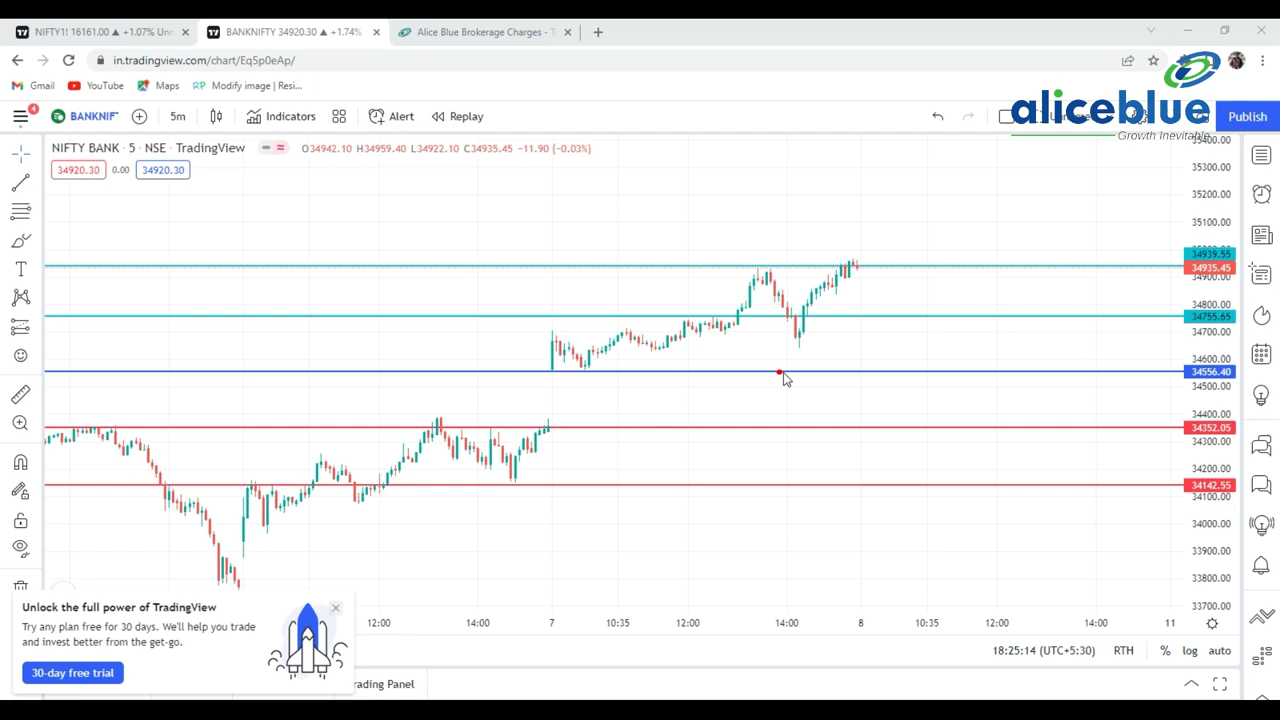 NIFTY1! 16161.00 ▲ +1.07% Unn
BANKNIFTY 34920.30 ▲ +1.74%
Alice Blue Brokerage Charges - T
in.tradingview.com/chart/Eq5p0eAp/
Gmail
YouTube
Maps
Modify image | Resi...
aliceblue
Growth Inevitable
4
BANKNIF
5m
Indicators
Alert
Replay
Publish
NIFTY BANK · 5 · NSE · TradingView
O34942.10 H34959.40 L34922.10 C34935.45 −11.90 (−0.03%)
34920.30
0.00
34920.30
35400.00
35300.00
35200.00
35100.00
34939.55
34935.45
34900.00
34800.00
34755.65
34700.00
34600.00
34556.40
34500.00
34400.00
34352.05
34300.00
34200.00
34142.55
34100.00
34000.00
33900.00
33800.00
33700.00
12:00
14:00
7
10:35
12:00
14:00
8
10:35
12:00
14:00
11
Unlock the full power of TradingView
Try any plan free for 30 days. We'll help you trade
and invest better from the get-go.
30-day free trial
18:25:14 (UTC+5:30)
RTH
%
log
auto
rading Panel